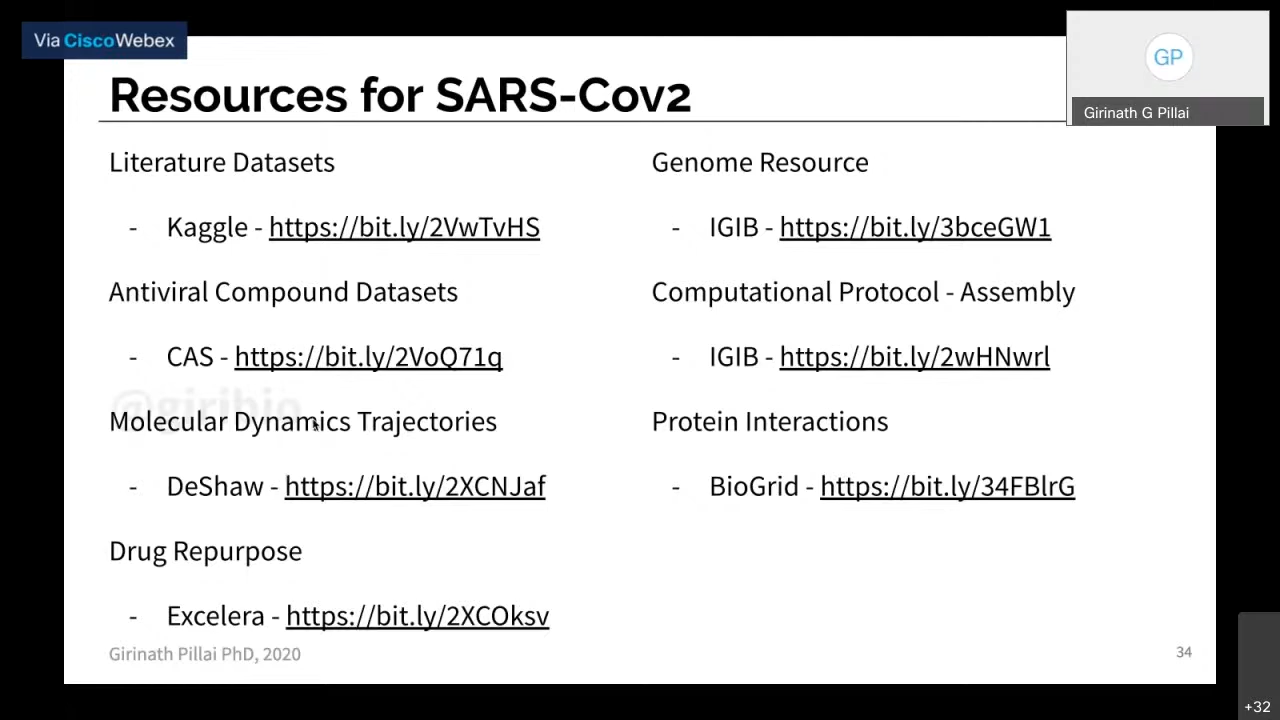 Via CiscoWebex
GP
Girinath G Pillai
Resources for SARS-Cov2
Literature Datasets
- Kaggle - https://bit.ly/2VwTvHS
Antiviral Compound Datasets
- CAS - https://bit.ly/2VoQ71q
@giribio
Molecular Dynamics Trajectories
- DeShaw - https://bit.ly/2XCNJaf
Drug Repurpose
- Excelera - https://bit.ly/2XCOksv
Genome Resource
- IGIB - https://bit.ly/3bceGW1
Computational Protocol - Assembly
- IGIB - https://bit.ly/2wHNwrl
Protein Interactions
- BioGrid - https://bit.ly/34FBlrG
Girinath Pillai PhD, 2020
34
+32